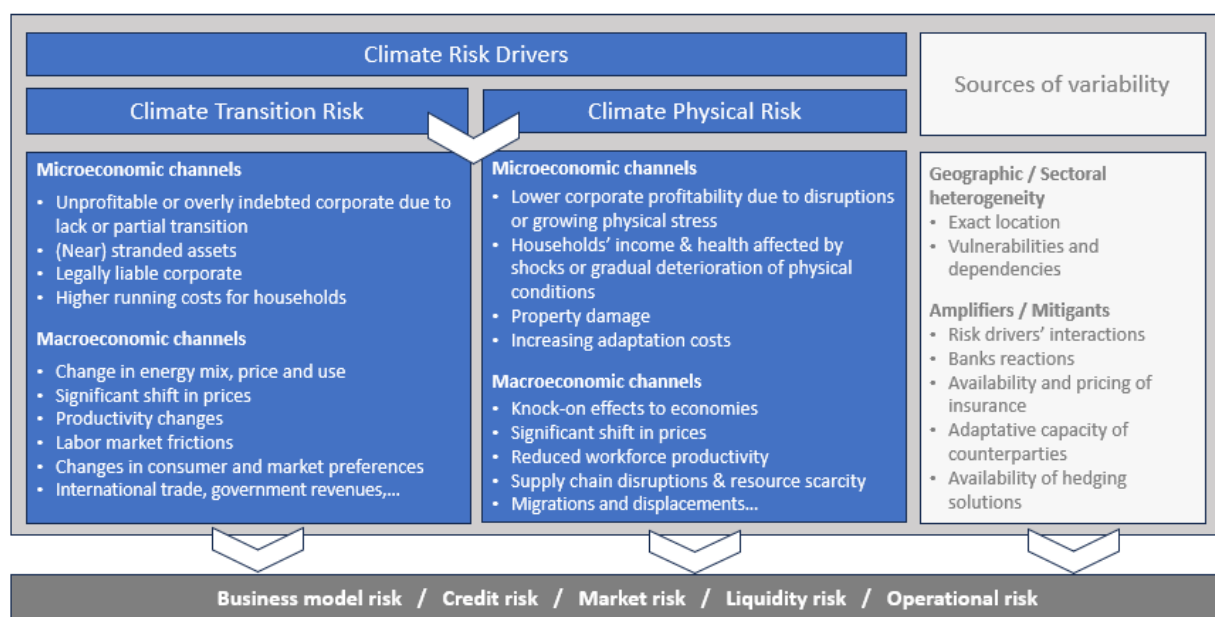 Climate Risk Drivers
Climate Transition Risk
Climate Physical Risk
Sources of variability
Microeconomic channels
• Unprofitable or overly indebted corporate due to
lack or partial transition
• (Near) stranded assets
• Legally liable corporate
• Higher running costs for households
Macroeconomic channels
• Change in energy mix, price and use
• Significant shift in prices
• Productivity changes
• Labor market frictions
• Changes in consumer and market preferences
• International trade, government revenues,...
Microeconomic channels
• Lower corporate profitability due to disruptions
or growing physical stress
• Households’ income & health affected by
shocks or gradual deterioration of physical
conditions
• Property damage
• Increasing adaptation costs
Macroeconomic channels
• Knock-on effects to economies
• Significant shift in prices
• Reduced workforce productivity
• Supply chain disruptions & resource scarcity
• Migrations and displacements...
Geographic / Sectoral
heterogeneity
• Exact location
• Vulnerabilities and
dependencies
Amplifiers / Mitigants
• Risk drivers’ interactions
• Banks reactions
• Availability and pricing of
insurance
• Adaptative capacity of
counterparties
• Availability of hedging
solutions
Business model risk / Credit risk / Market risk / Liquidity risk / Operational risk